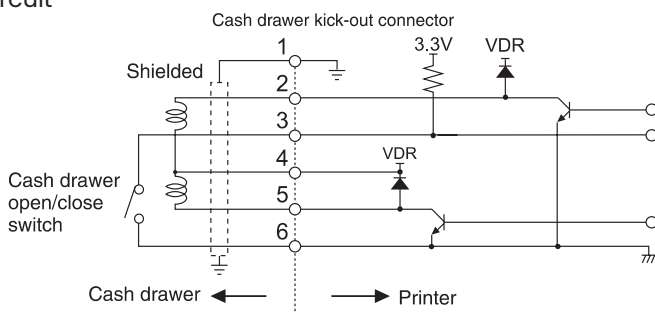 Cash drawer kick-out connector
1
3.3V
VDR
Shielded
2
3
4
VDR
Cash drawer
open/close
switch
5
6
Cash drawer
Printer